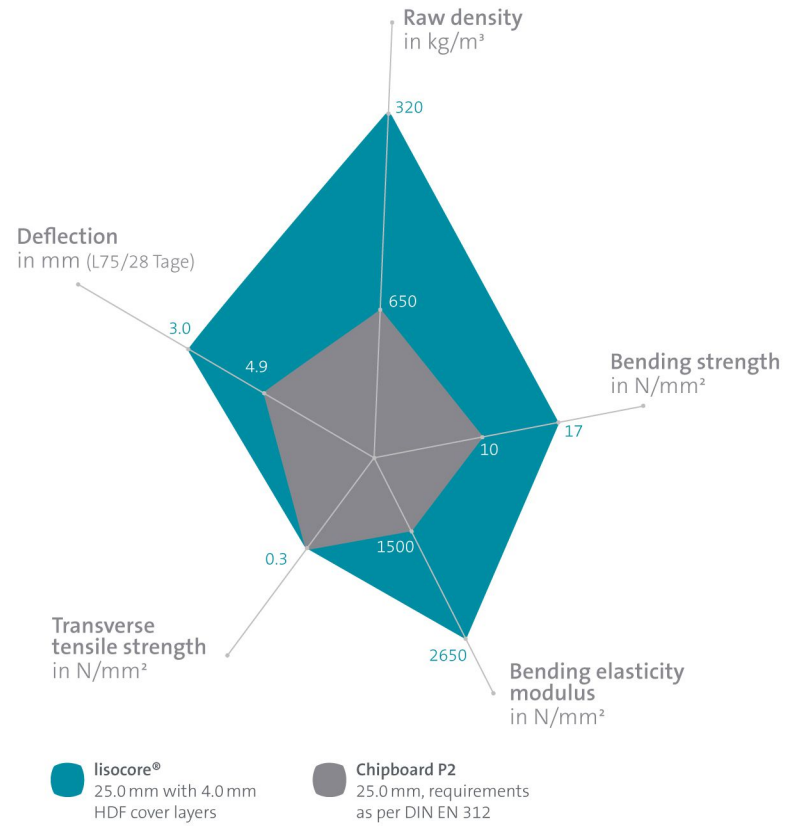 Raw density
in kg/m³
320
Deflection
in mm (L75/28 Tage)
650
3.0
4.9
Bending strength
in N/mm²
17
10
1500
0.3
Transverse
tensile strength
in N/mm²
2650
Bending elasticity
modulus
in N/mm²
lisocore®
25.0 mm with 4.0 mm
HDF cover layers
Chipboard P2
25.0 mm, requirements
as per DIN EN 312